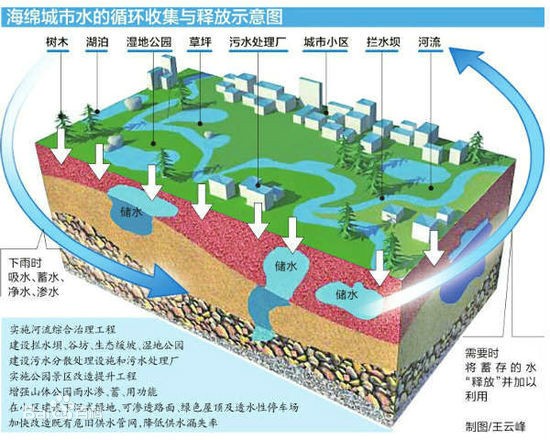 海绵城市水的循环收集与释放示意图
树木 湖泊 湿地公园 草坪 污水处理厂 城市小区 拦水坝 河流
储水
储水
储水
下雨时
吸水、蓄水、
净水、渗水
需要时
将蓄存的水
“释放”并加以
利用
实施河流综合治理工程
建设拦水坝、谷坊、生态缓坡、湿地公园
建设污水分散处理设施和污水处理厂
实施公园景区改造提升工程
增强山体公园雨水渗、蓄、用功能
在小区建设下沉式绿地、可渗透路面、绿色屋顶及透水性停车场
加快改造既有危旧供水管网,降低供水漏失率
制图/王云峰